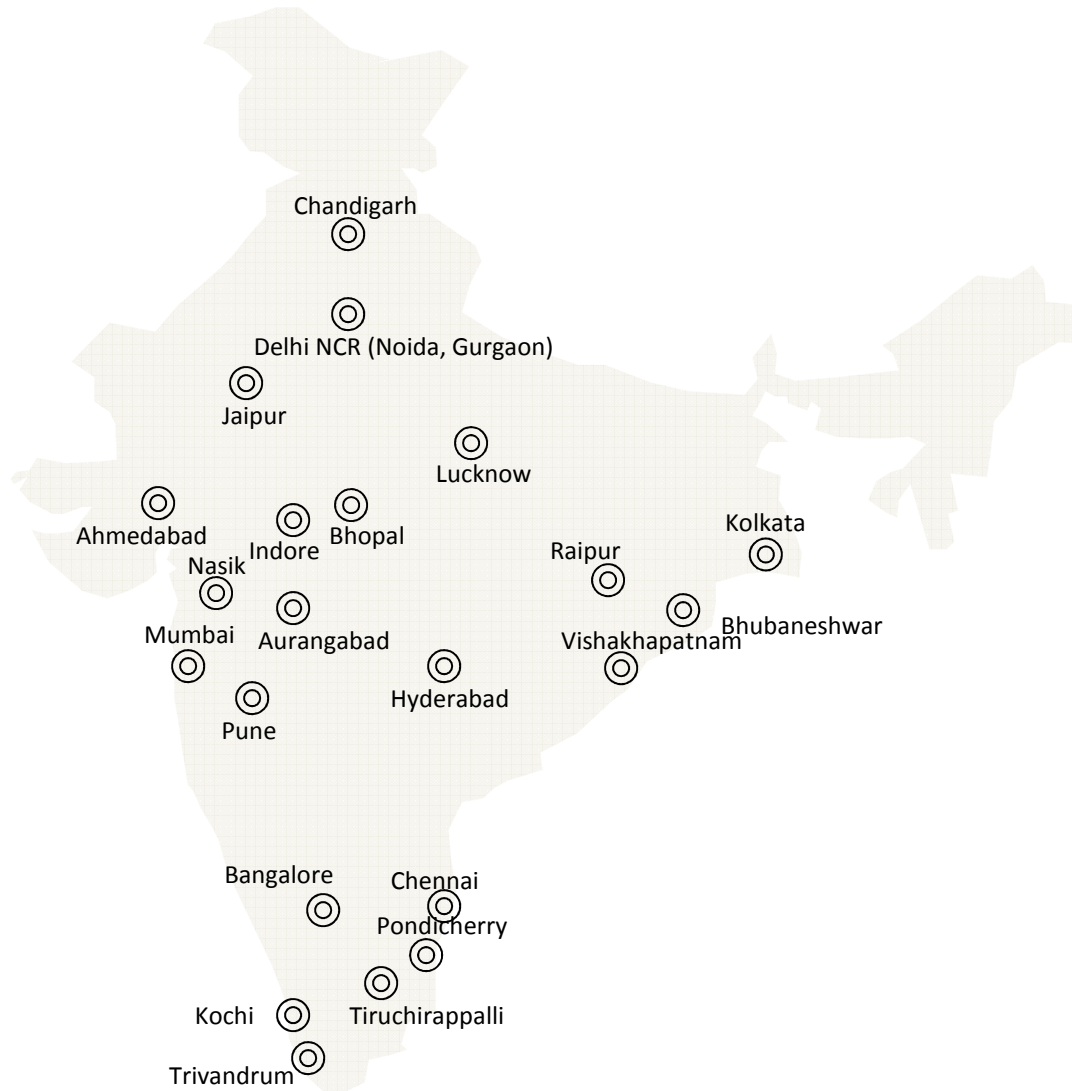 Chandigarh
Delhi NCR (Noida, Gurgaon)
Jaipur
Lucknow
Ahmedabad
Indore
Bhopal
Kolkata
Raipur
Nasik
Bhubaneshwar
Mumbai
Aurangabad
Vishakhapatnam
Hyderabad
Pune
Bangalore
Chennai
Pondicherry
Kochi
Tiruchirappalli
Trivandrum